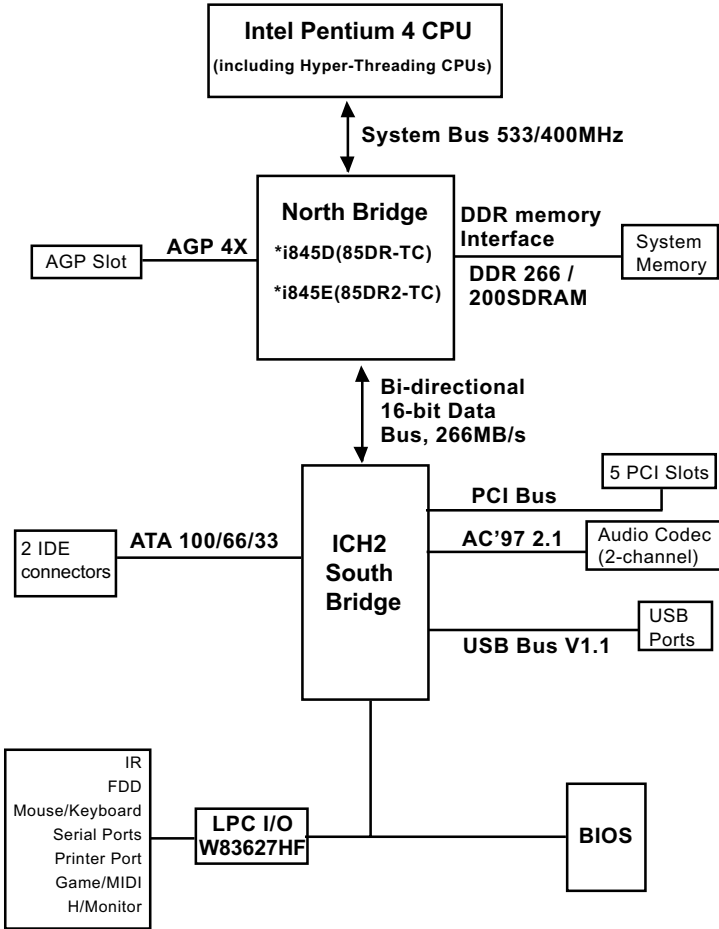 Intel Pentium 4 CPU
(including Hyper-Threading CPUs)
System Bus 533/400MHz
North Bridge
*i845D(85DR-TC)
*i845E(85DR2-TC)
AGP Slot
AGP 4X
DDR memory
Interface
DDR 266 /
200SDRAM
System
Memory
Bi-directional
16-bit Data
Bus, 266MB/s
5 PCI Slots
PCI Bus
2 IDE
connectors
ATA 100/66/33
ICH2
South
Bridge
AC'97 2.1
Audio Codec
(2-channel)
USB Bus V1.1
USB
Ports
IR
FDD
Mouse/Keyboard
Serial Ports
Printer Port
Game/MIDI
H/Monitor
LPC I/O
W83627HF
BIOS